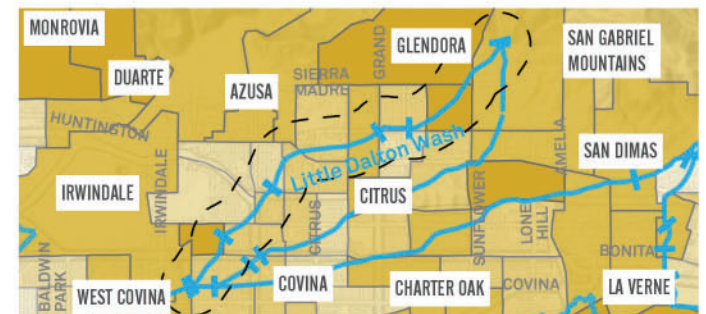 MONROVIA
DUARTE
AZUSA
SIERRA
MADRE
GRAND
GLENDORA
SAN GABRIEL
MOUNTAINS
HUNTINGTON
IRWINDALE
IRWINDALE
Little Dalton Wash
CITRUS
CITRUS
SUNFLOWER
LONE
HILL
AMELIA
SAN DIMAS
BONITA
BALDWIN
PARK
WEST COVINA
COVINA
CHARTER OAK
COVINA
LA VERNE